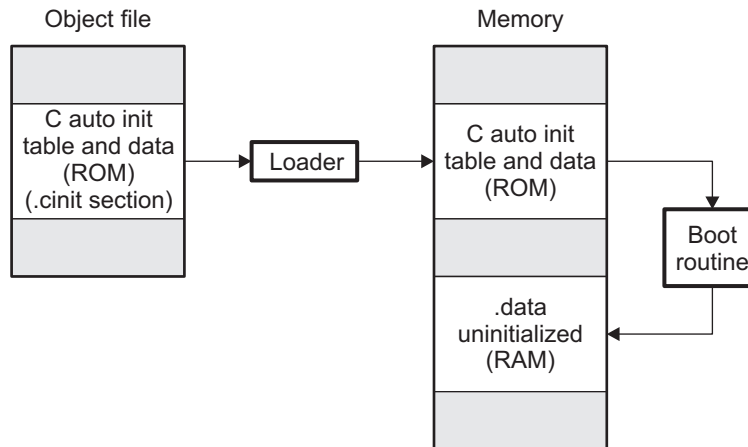 Object file
Memory
C auto init
table and data
(ROM)
(.cinit section)
Loader
C auto init
table and data
(ROM)
Boot
routine
.data
uninitialized
(RAM)